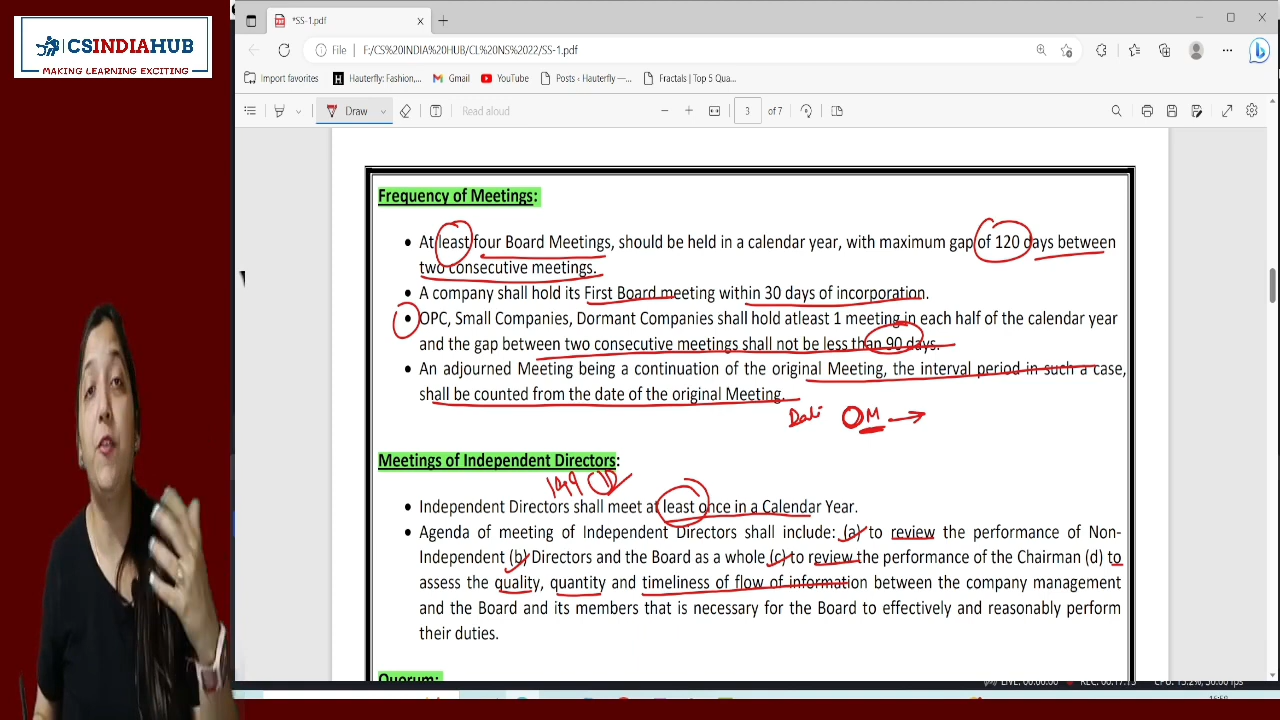 CSINDIAHUB
MAKING LEARNING EXCITING
*SS-1.pdf
File F:/CS%20INDIA%20HUB/CL%20NS%2022/SS-1.pdf
Import favorites Hauterfly: Fashion,... Gmail YouTube Posts ‹ Hauterfly —... Fractals | Top 5 Qua...
Draw Read aloud 3 of 7
Frequency of Meetings:
• At least four Board Meetings, should be held in a calendar year, with maximum gap of 120 days between
two consecutive meetings.
• A company shall hold its First Board meeting within 30 days of incorporation.
• OPC, Small Companies, Dormant Companies shall hold atleast 1 meeting in each half of the calendar year
and the gap between two consecutive meetings shall not be less than 90 days.
• An adjourned Meeting being a continuation of the original Meeting, the interval period in such a case,
shall be counted from the date of the original Meeting.
OM
Meetings of Independent Directors:
• Independent Directors shall meet at least once in a Calendar Year.
• Agenda of meeting of Independent Directors shall include: (a) to review the performance of Non-
Independent (b) Directors and the Board as a whole (c) to review the performance of the Chairman (d) to
assess the quality, quantity and timeliness of flow of information between the company management
and the Board and its members that is necessary for the Board to effectively and reasonably perform
their duties.
Quorum: